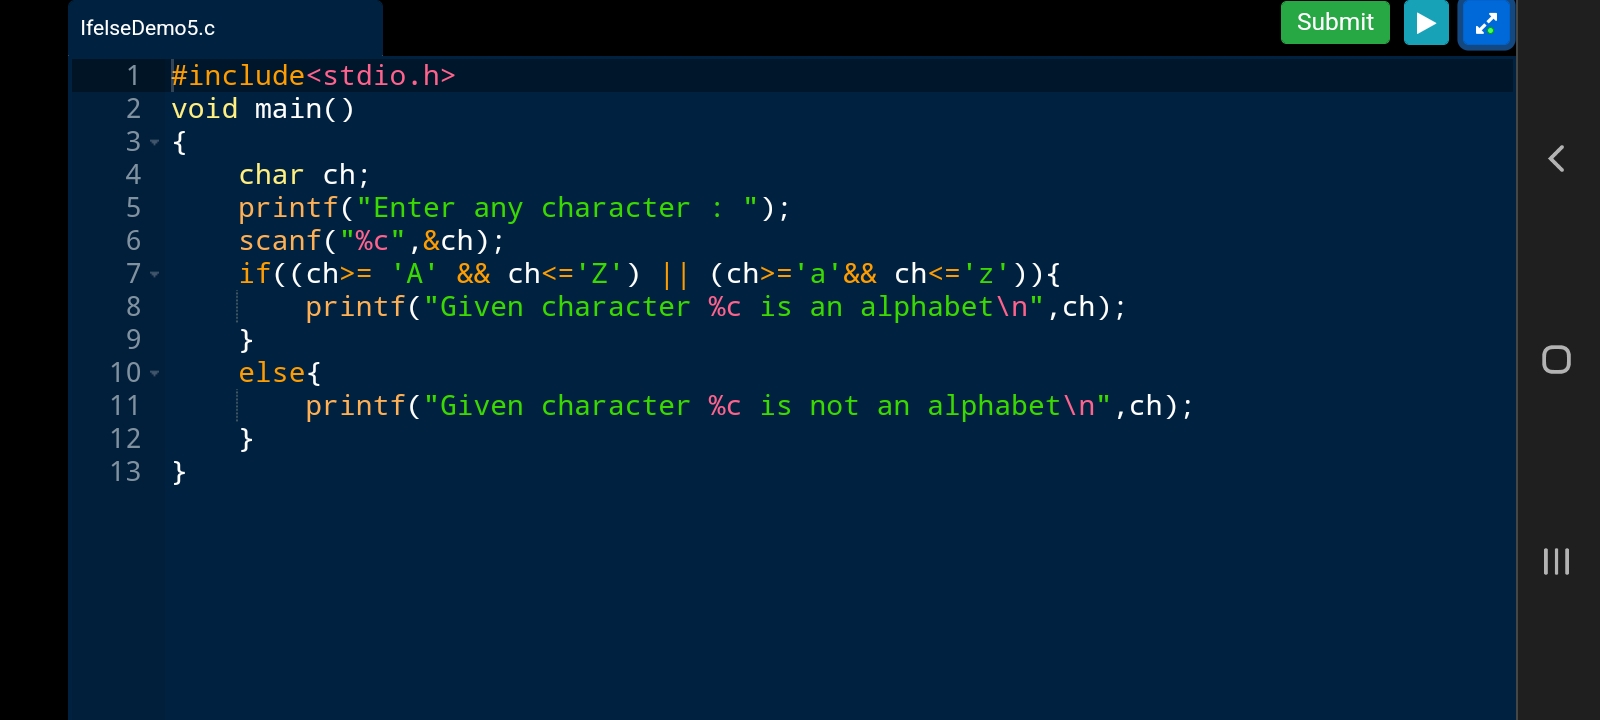 IfelseDemo5.c
Submit
1 #include<stdio.h>
2 void main()
3 {
4     char ch;
5     printf("Enter any character : ");
6     scanf("%c",&ch);
7     if((ch>= 'A' && ch<='Z') || (ch>='a'&& ch<='z')){
8         printf("Given character %c is an alphabet\n",ch);
9     }
10     else{
11         printf("Given character %c is not an alphabet\n",ch);
12     }
13 }